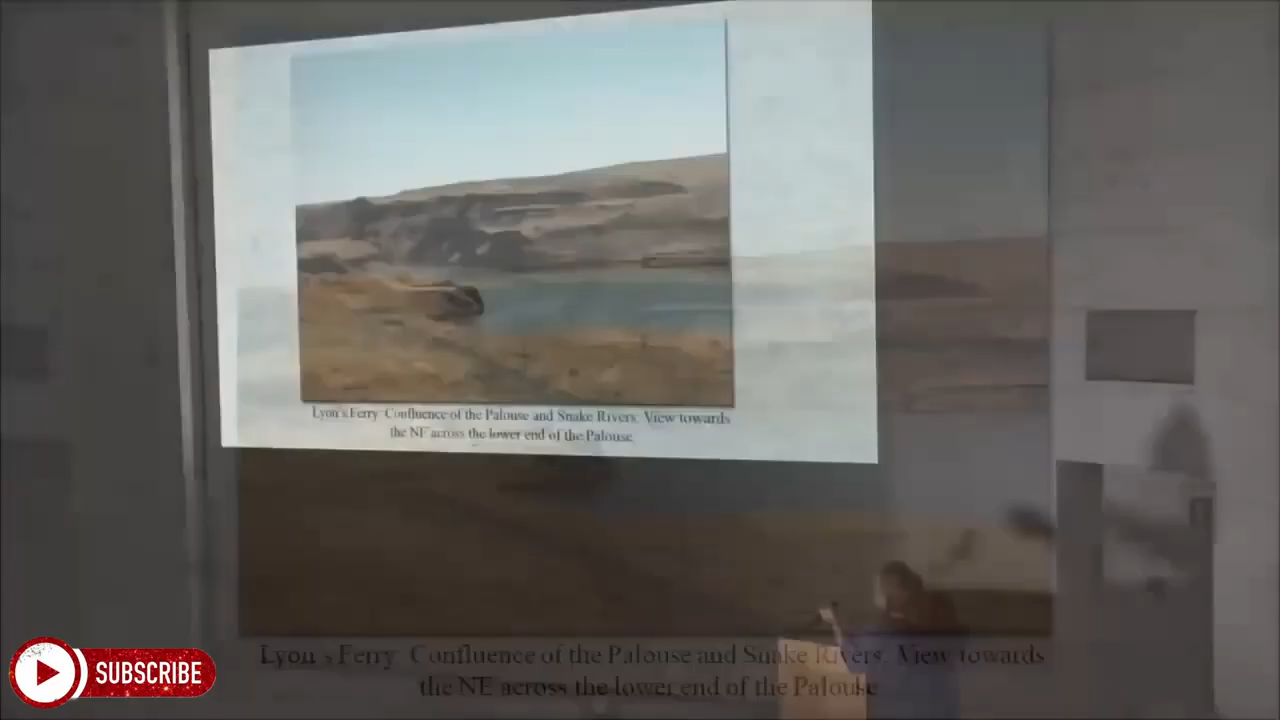 Lyon's Ferry Confluence of the Palouse and Snake Rivers. View towards
the NE across the lower end of the Palouse
Lyon's Ferry Confluence of the Palouse and Snake Rivers. View towards
the NE across the lower end of the Palouse
SUBSCRIBE